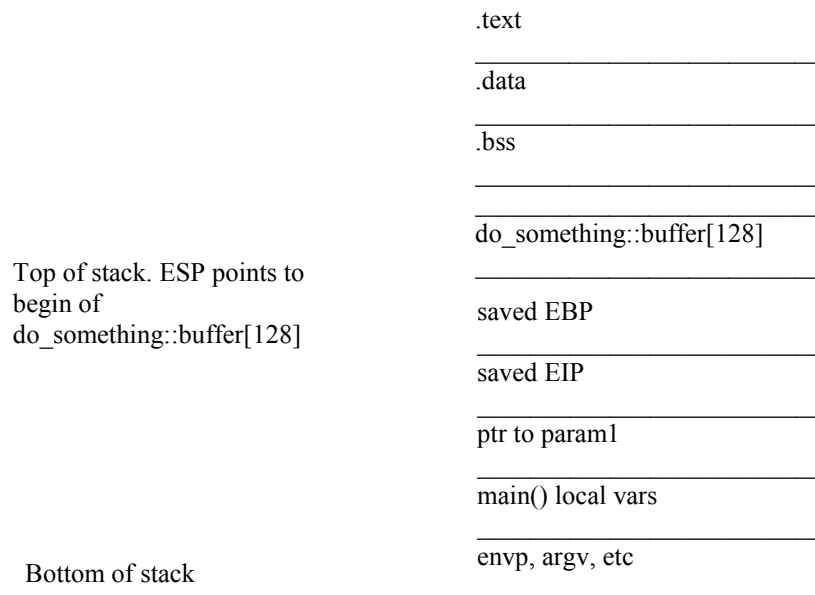 .text
.data
.bss
do_something::buffer[128]
Top of stack. ESP points to
begin of
do_something::buffer[128]
saved EBP
saved EIP
ptr to param1
main() local vars
envp, argv, etc
Bottom of stack